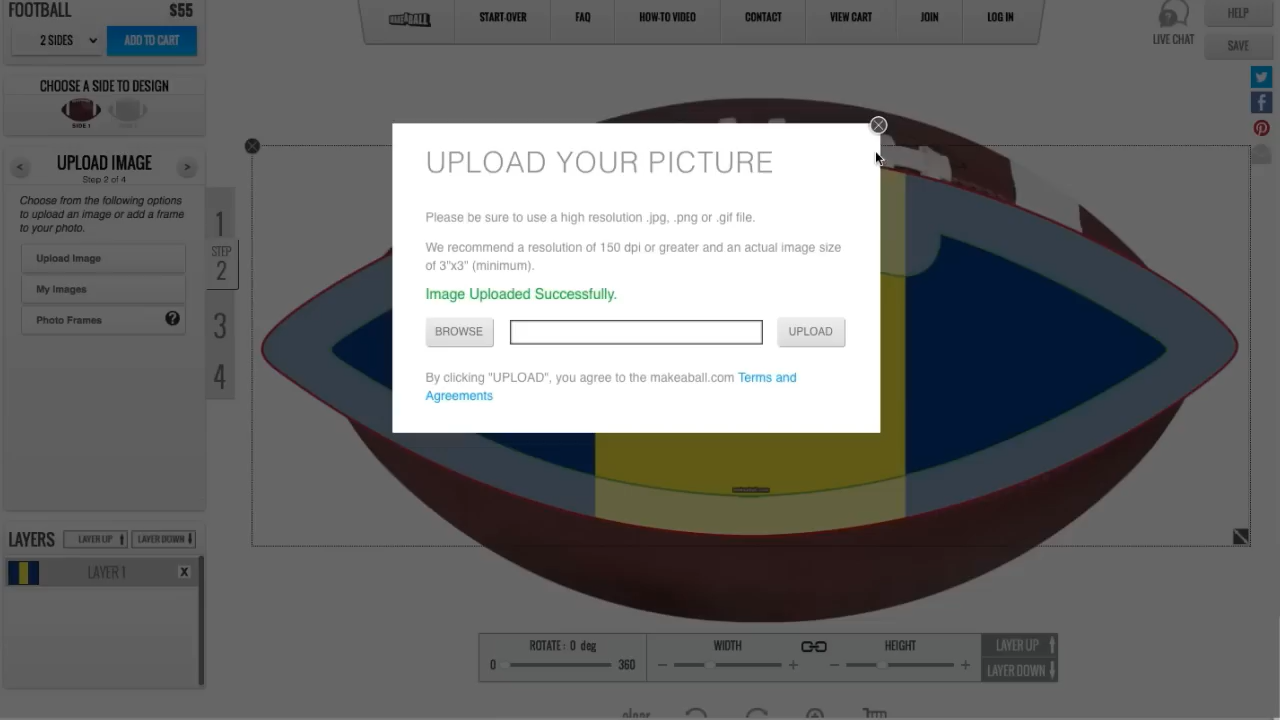 FOOTBALL $55
2 SIDES ADD TO CART
MAKEABALL START OVER FAQ HOW-TO VIDEO CONTACT VIEW CART JOIN LOG IN
LIVE CHAT
HELP
SAVE
CHOOSE A SIDE TO DESIGN
SIDE 1
< UPLOAD IMAGE >
Step 2 of 4
Choose from the following options
to upload an image or add a frame
to your photo.
Upload Image
My Images
Photo Frames ?
1
STEP
2
3
4
UPLOAD YOUR PICTURE
Please be sure to use a high resolution .jpg, .png or .gif file.
We recommend a resolution of 150 dpi or greater and an actual image size
of 3"x3" (minimum).
Image Uploaded Successfully.
BROWSE UPLOAD
By clicking "UPLOAD", you agree to the makeaball.com Terms and
Agreements
LAYERS LAYER UP LAYER DOWN
LAYER 1 X
ROTATE : 0 deg
0 360
WIDTH
HEIGHT
LAYER UP
LAYER DOWN
clear